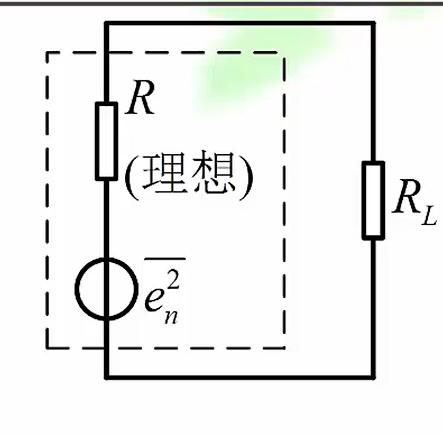 R
(理想)
R_L
\overline{e_n^2}